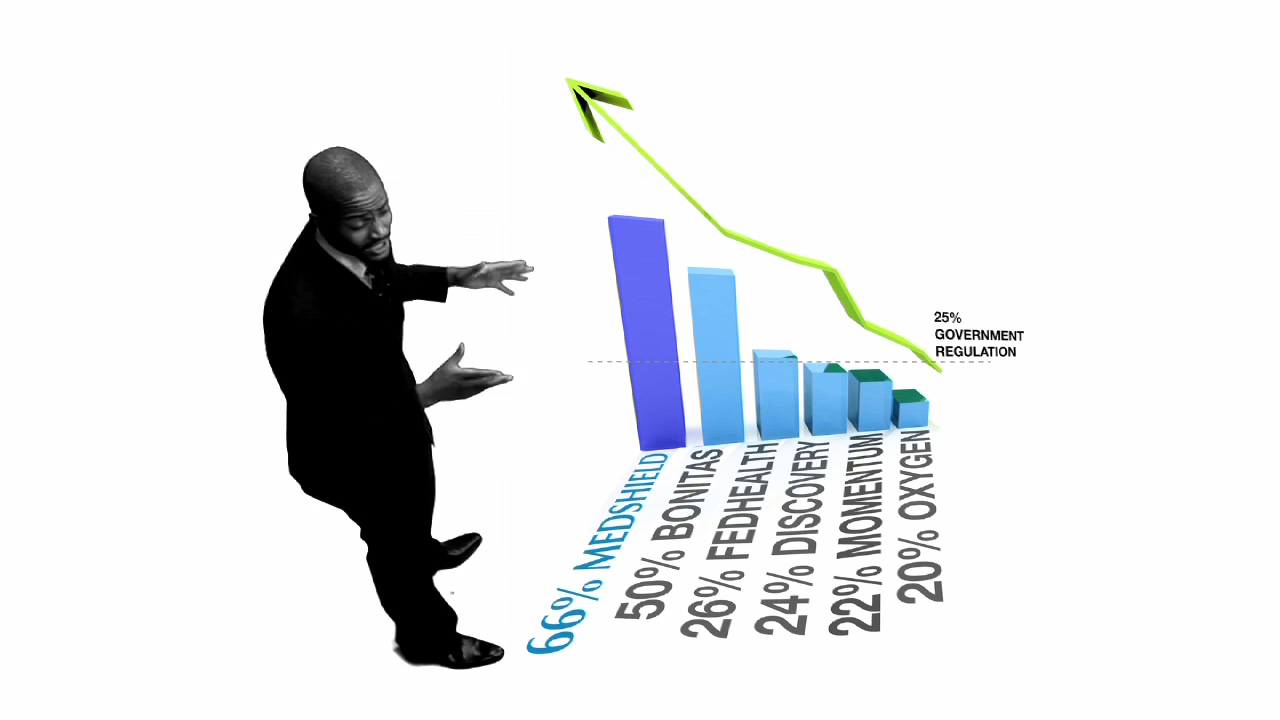 25%
GOVERNMENT
REGULATION
66% MEDSHIELD
50% BONITAS
26% FEDHEALTH
24% DISCOVERY
22% MOMENTUM
20% OXYGEN